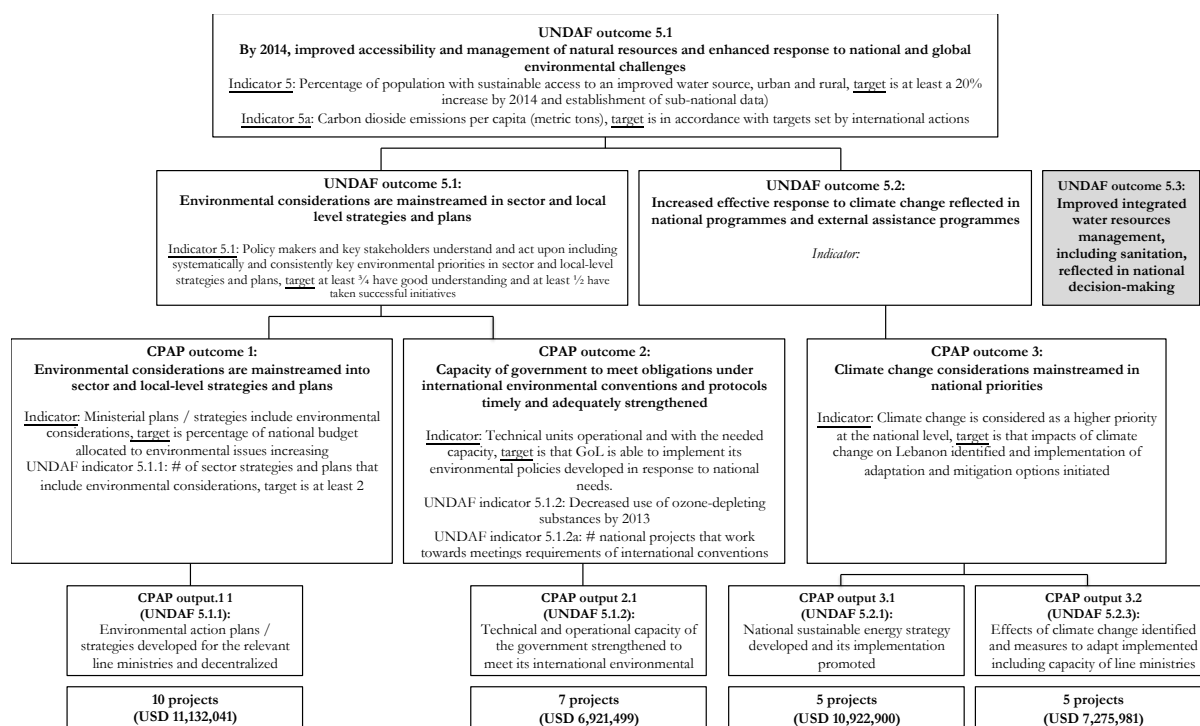 UNDAF outcome 5.1
By 2014, improved accessibility and management of natural resources and enhanced response to national and global
environmental challenges
Indicator 5: Percentage of population with sustainable access to an improved water source, urban and rural, target is at least a 20%
increase by 2014 and establishment of sub-national data)
Indicator 5a: Carbon dioxide emissions per capita (metric tons), target is in accordance with targets set by international actions
UNDAF outcome 5.1:
Environmental considerations are mainstreamed in sector and local
level strategies and plans
Indicator 5.1: Policy makers and key stakeholders understand and act upon including
systematically and consistently key environmental priorities in sector and local-level
strategies and plans, target at least ¾ have good understanding and at least ½ have
taken successful initiatives
UNDAF outcome 5.2:
Increased effective response to climate change reflected in
national programmes and external assistance programmes
Indicator:
UNDAF outcome 5.3:
Improved integrated
water resources
management,
including sanitation,
reflected in national
decision-making
CPAP outcome 1:
Environmental considerations are mainstreamed into
sector and local-level strategies and plans
Indicator: Ministerial plans / strategies include environmental
considerations, target is percentage of national budget
allocated to environmental issues increasing
UNDAF indicator 5.1.1: # of sector strategies and plans that
include environmental considerations, target is at least 2
CPAP outcome 2:
Capacity of government to meet obligations under
international environmental conventions and protocols
timely and adequately strengthened
Indicator: Technical units operational and with the needed
capacity, target is that GoL is able to implement its
environmental policies developed in response to national
needs.
UNDAF indicator 5.1.2: Decreased use of ozone-depleting
substances by 2013
UNDAF indicator 5.1.2a: # national projects that work
towards meetings requirements of international conventions
CPAP outcome 3:
Climate change considerations mainstreamed in
national priorities
Indicator: Climate change is considered as a higher priority
at the national level, target is that impacts of climate
change on Lebanon identified and implementation of
adaptation and mitigation options initiated
CPAP output.1 1
(UNDAF 5.1.1):
Environmental action plans /
strategies developed for the relevant
line ministries and decentralized
CPAP output 2.1
(UNDAF 5.1.2):
Technical and operational capacity of
the government strengthened to
meet its international environmental
CPAP output 3.1
(UNDAF 5.2.1):
National sustainable energy strategy
developed and its implementation
promoted
CPAP output 3.2
(UNDAF 5.2.3):
Effects of climate change identified
and measures to adapt implemented
including capacity of line ministries
10 projects
(USD 11,132,041)
7 projects
(USD 6,921,499)
5 projects
(USD 10,922,900)
5 projects
(USD 7,275,981)